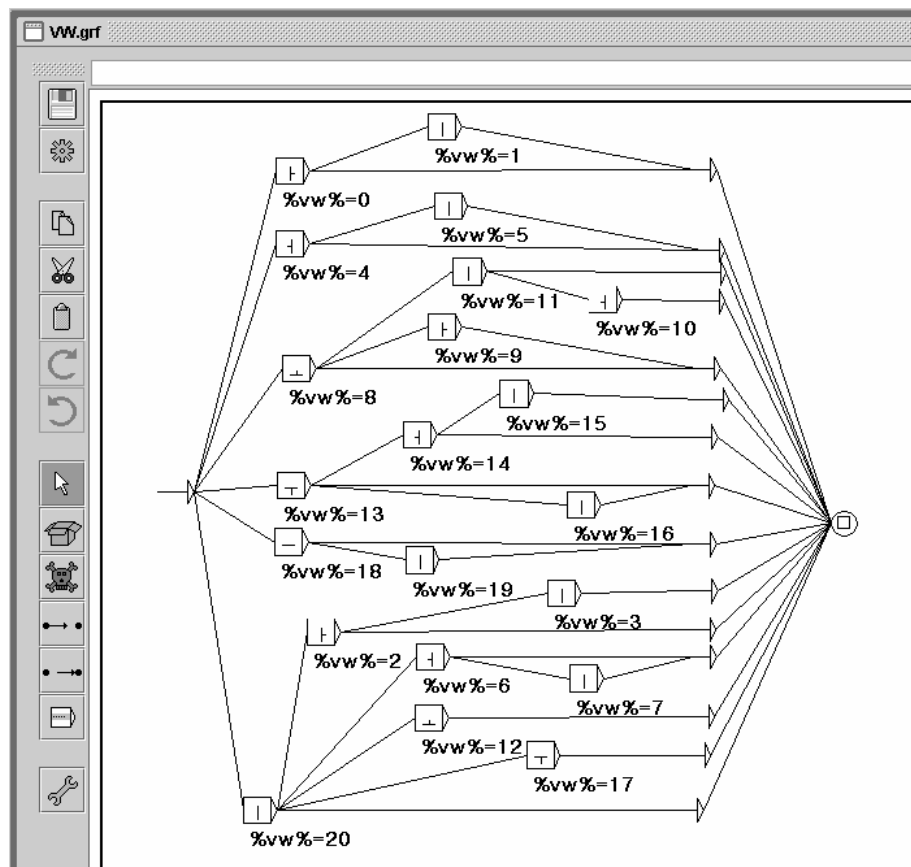 VW.grf
ㅣ
%vw%=1
ㅏ
%vw%=0
ㅣ
%vw%=5
ㅓ
%vw%=4
ㅣ
%vw%=11
ㅓ
%vw%=10
ㅏ
%vw%=9
ㅗ
%vw%=8
ㅣ
%vw%=15
ㅓ
%vw%=14
ㅜ
%vw%=13
ㅣ
%vw%=16
ㅡ
%vw%=18
ㅣ
%vw%=19
ㅣ
%vw%=3
ㅏ
%vw%=2
ㅓ
%vw%=6
ㅣ
%vw%=7
ㅗ
%vw%=12
ㅜ
%vw%=17
ㅣ
%vw%=20